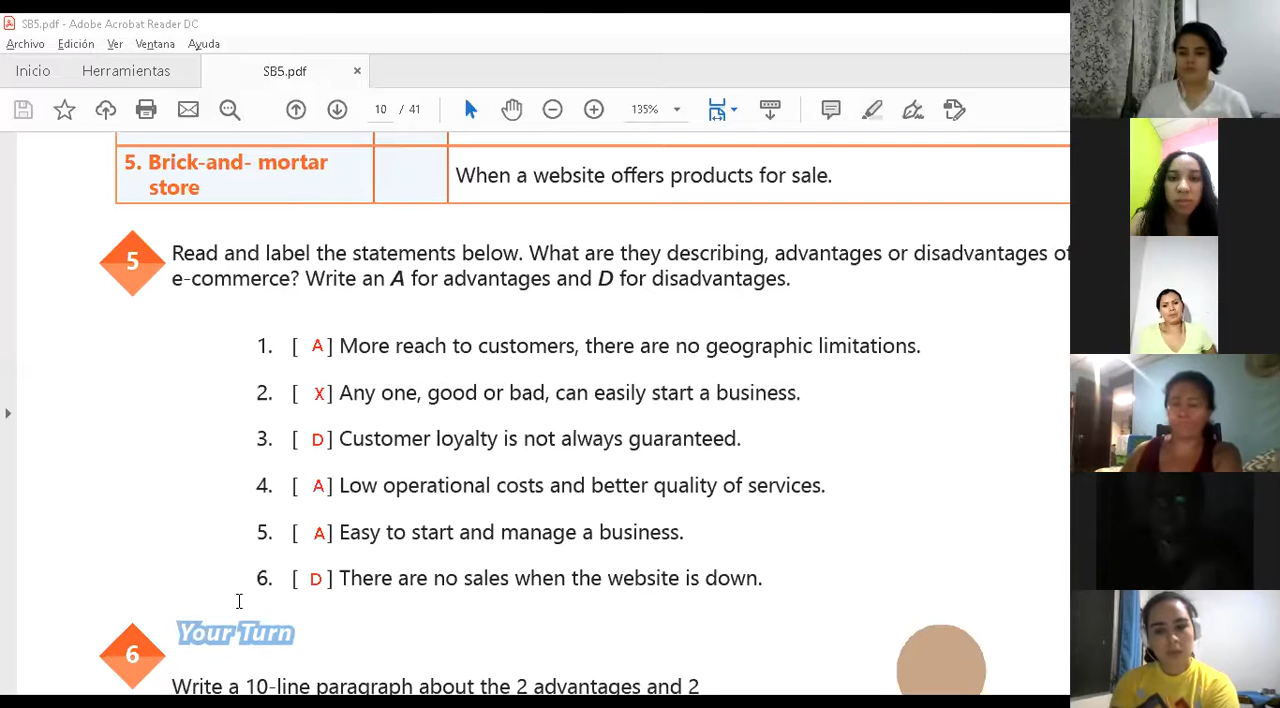 SB5.pdf - Adobe Acrobat Reader DC
Archivo Edición Ver Ventana Ayuda
Inicio Herramientas SB5.pdf ×
10 / 41 135%
5. Brick-and- mortar
store
When a website offers products for sale.
5
Read and label the statements below. What are they describing, advantages or disadvantages of
e-commerce? Write an A for advantages and D for disadvantages.
1. [ A ] More reach to customers, there are no geographic limitations.
2. [ X ] Any one, good or bad, can easily start a business.
3. [ D ] Customer loyalty is not always guaranteed.
4. [ A ] Low operational costs and better quality of services.
5. [ A ] Easy to start and manage a business.
6. [ D ] There are no sales when the website is down.
6
Your Turn
Write a 10-line paragraph about the 2 advantages and 2